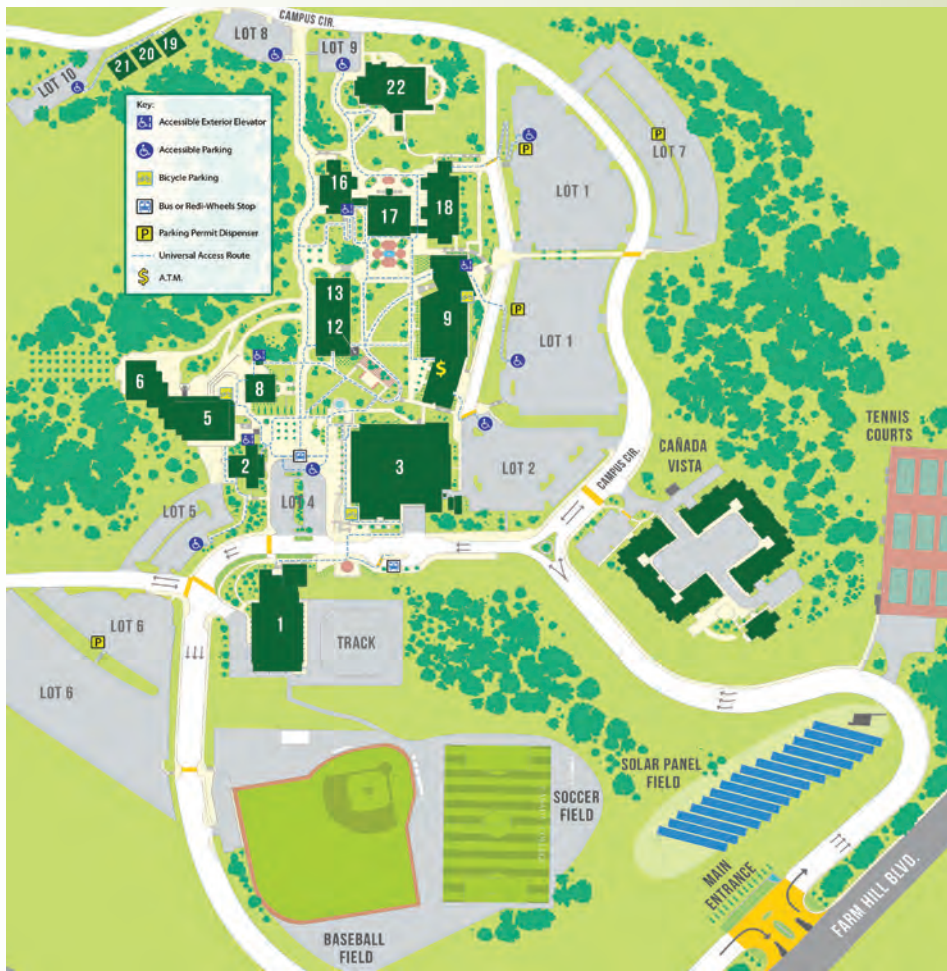 CAMPUS CIR.
LOT 8
LOT 9
LOT 10
21
20
19
22
Key:
Accessible Exterior Elevator
Accessible Parking
Bicycle Parking
Bus or Redi-Wheels Stop
P
Parking Permit Dispenser
Universal Access Route
$
A.T.M.
P
LOT 1
P
LOT 7
16
17
18
13
12
9
$
P
LOT 1
6
5
8
2
3
LOT 2
LOT 4
LOT 5
CAMPUS CIR.
CAÑADA
VISTA
TENNIS
COURTS
1
TRACK
LOT 6
P
LOT 6
SOLAR PANEL
FIELD
SOCCER
FIELD
MAIN
ENTRANCE
FARM HILL BLVD.
BASEBALL
FIELD